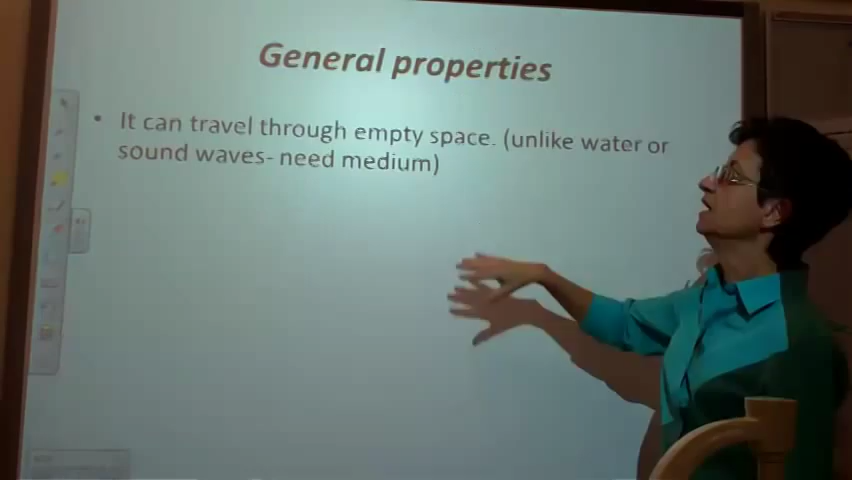 General properties
• It can travel through empty space. (unlike water or
sound waves- need medium)